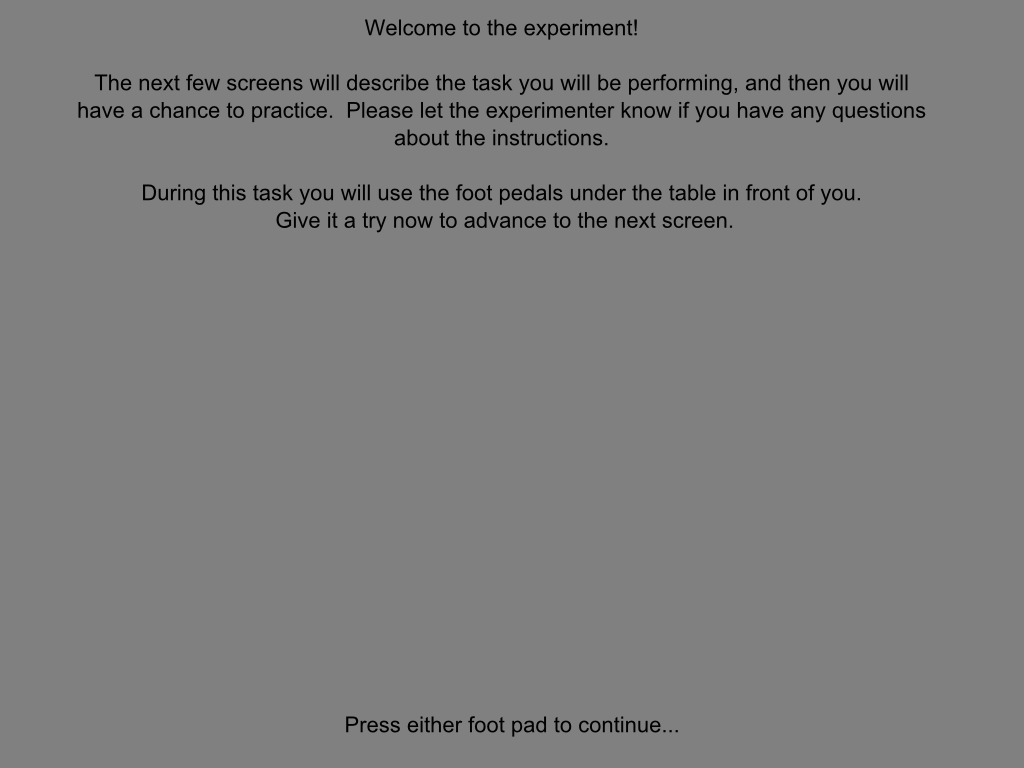 Welcome to the experiment!
The next few screens will describe the task you will be performing, and then you will
have a chance to practice.  Please let the experimenter know if you have any questions
about the instructions.
During this task you will use the foot pedals under the table in front of you.
Give it a try now to advance to the next screen.
Press either foot pad to continue...